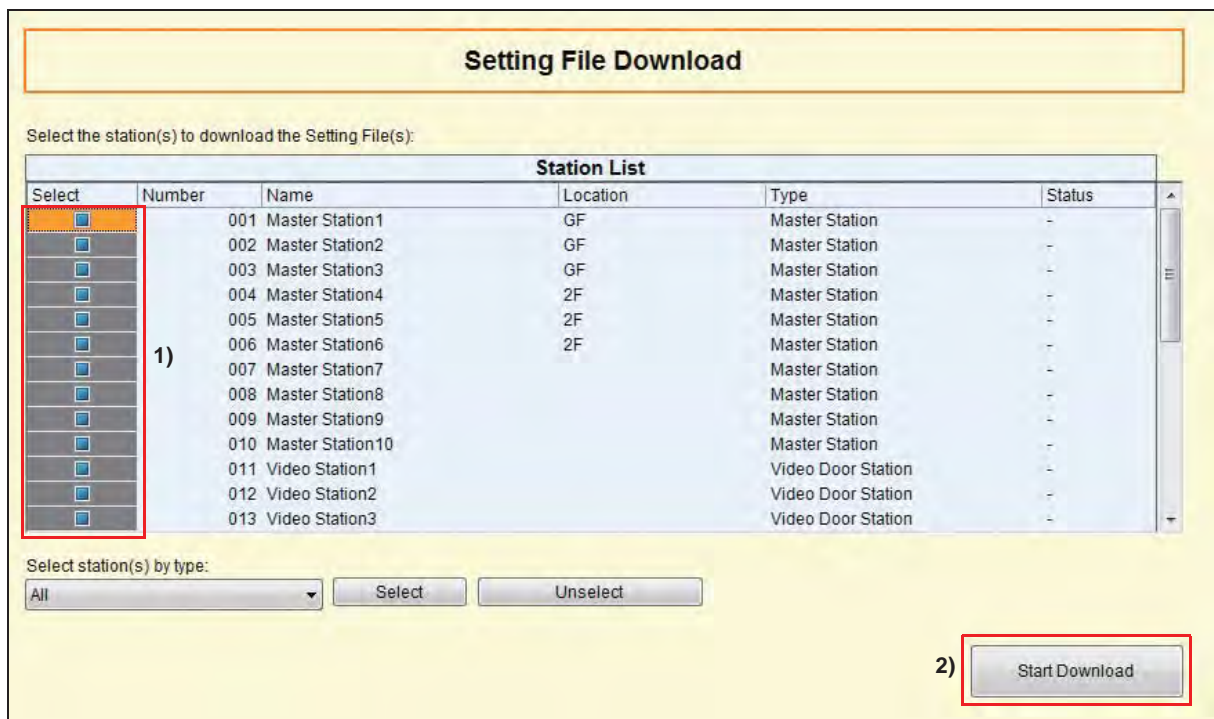 Setting File Download
Select the station(s) to download the Setting File(s):
Station List
Select Number Name Location Type Status
001 Master Station1 GF Master Station -
002 Master Station2 GF Master Station -
003 Master Station3 GF Master Station -
004 Master Station4 2F Master Station -
005 Master Station5 2F Master Station -
006 Master Station6 2F Master Station -
1)
007 Master Station7 Master Station -
008 Master Station8 Master Station -
009 Master Station9 Master Station -
010 Master Station10 Master Station -
011 Video Station1 Video Door Station -
012 Video Station2 Video Door Station -
013 Video Station3 Video Door Station -
Select station(s) by type:
All Select Unselect
2) Start Download